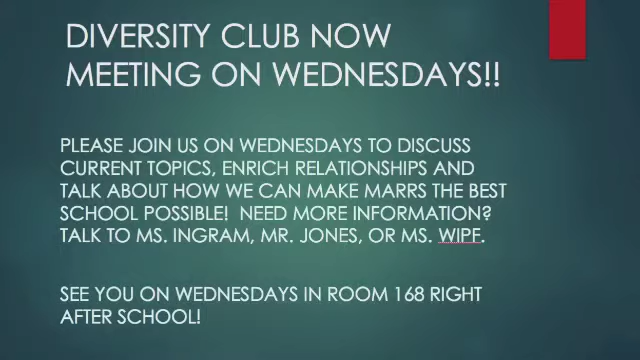 DIVERSITY CLUB NOW
MEETING ON WEDNESDAYS!!
PLEASE JOIN US ON WEDNESDAYS TO DISCUSS
CURRENT TOPICS, ENRICH RELATIONSHIPS AND
TALK ABOUT HOW WE CAN MAKE MARRS THE BEST
SCHOOL POSSIBLE!  NEED MORE INFORMATION?
TALK TO MS. INGRAM, MR. JONES, OR MS. WIPF.
SEE YOU ON WEDNESDAYS IN ROOM 168 RIGHT
AFTER SCHOOL!